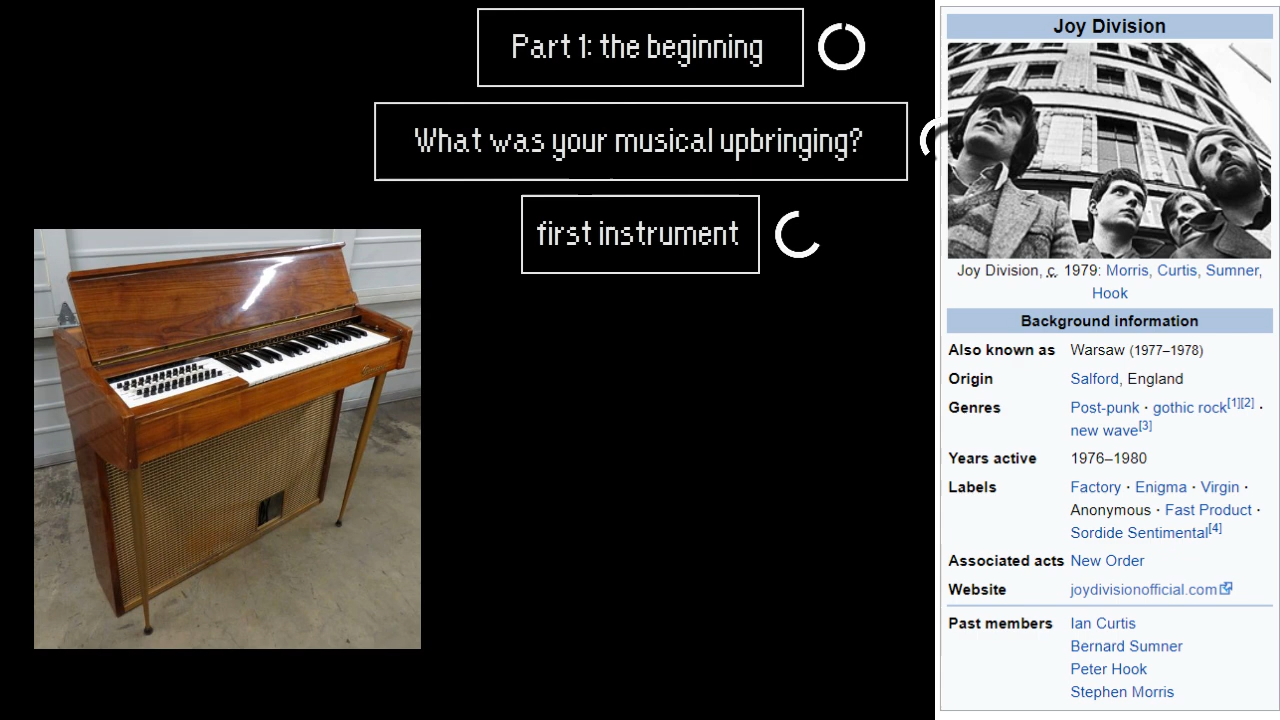 Part 1: the beginning
What was your musical upbringing?
first instrument
Joy Division
Joy Division, c. 1979: Morris, Curtis, Sumner,
Hook
Background information
Also known as Warsaw (1977–1978)
Origin Salford, England
Genres Post-punk · gothic rock[1][2] ·
new wave[3]
Years active 1976–1980
Labels Factory · Enigma · Virgin ·
Anonymous · Fast Product ·
Sordide Sentimental[4]
Associated acts New Order
Website joydivisionofficial.com
Past members Ian Curtis
Bernard Sumner
Peter Hook
Stephen Morris